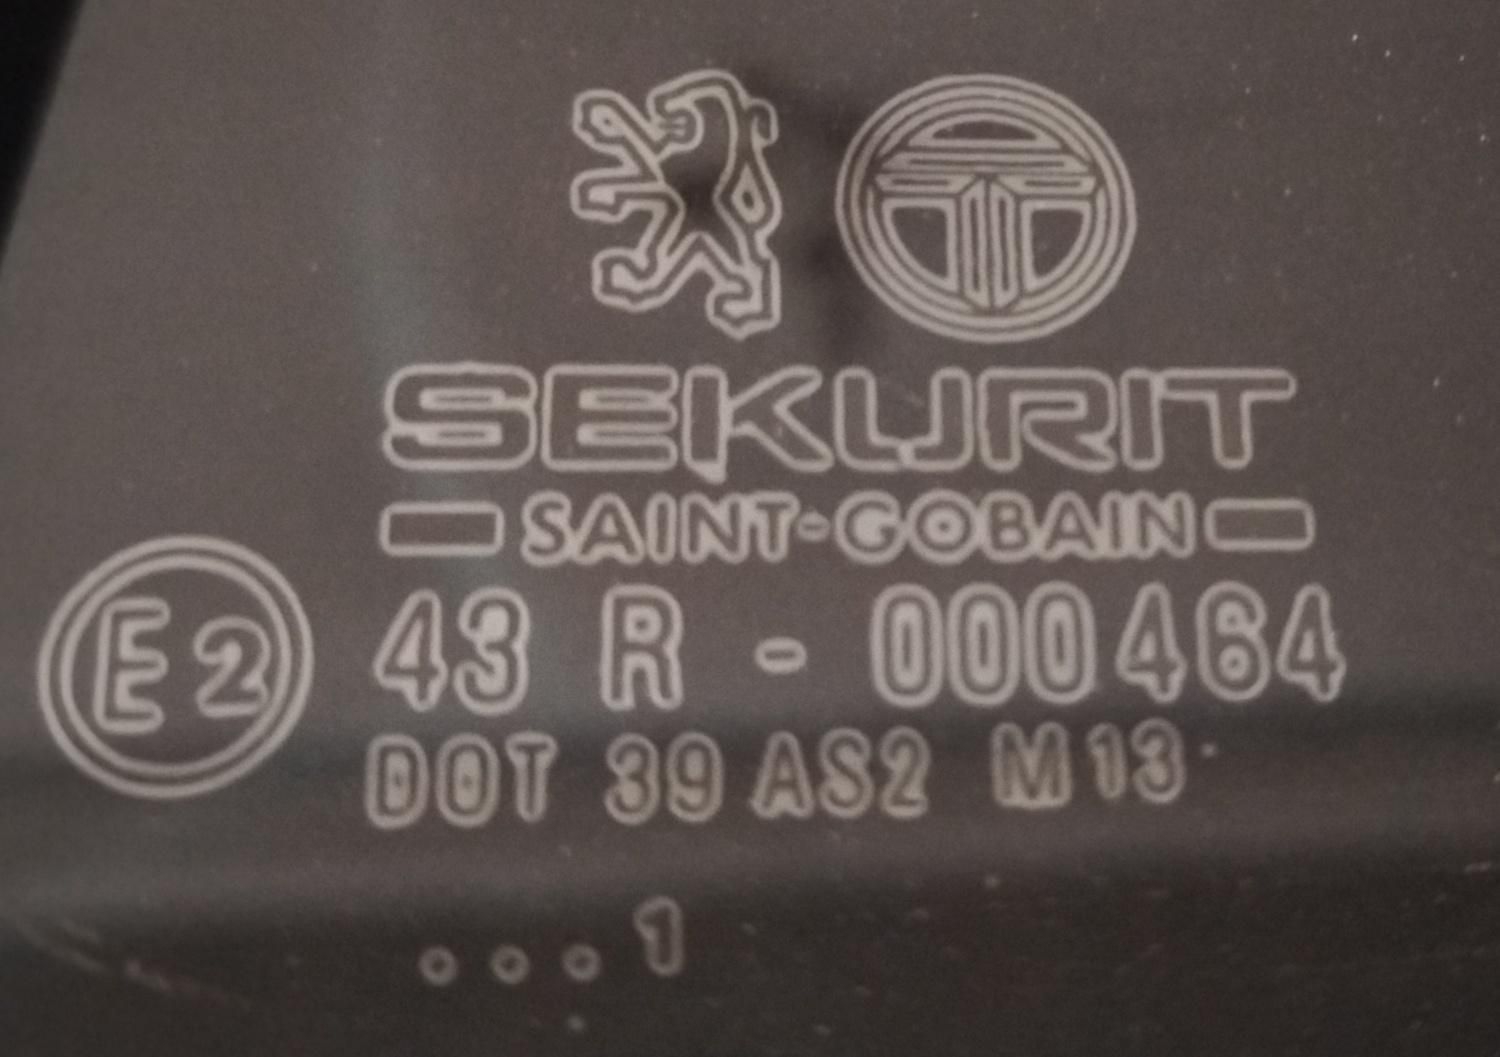 SEKURIT
SAINT-GOBAIN
E2
43 R - 000464
DOT 39 AS2 M13
...1